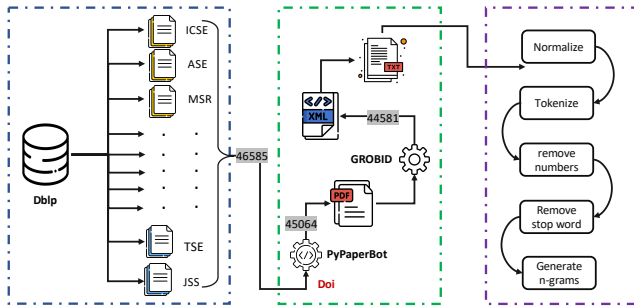 ICSE
ASE
MSR
Dblp
TSE
JSS
46585
Doi
PyPaperBot
45064
PDF
GROBID
44581
</>
XML
TXT
Normalize
Tokenize
remove
numbers
Remove
stop word
Generate
n-grams